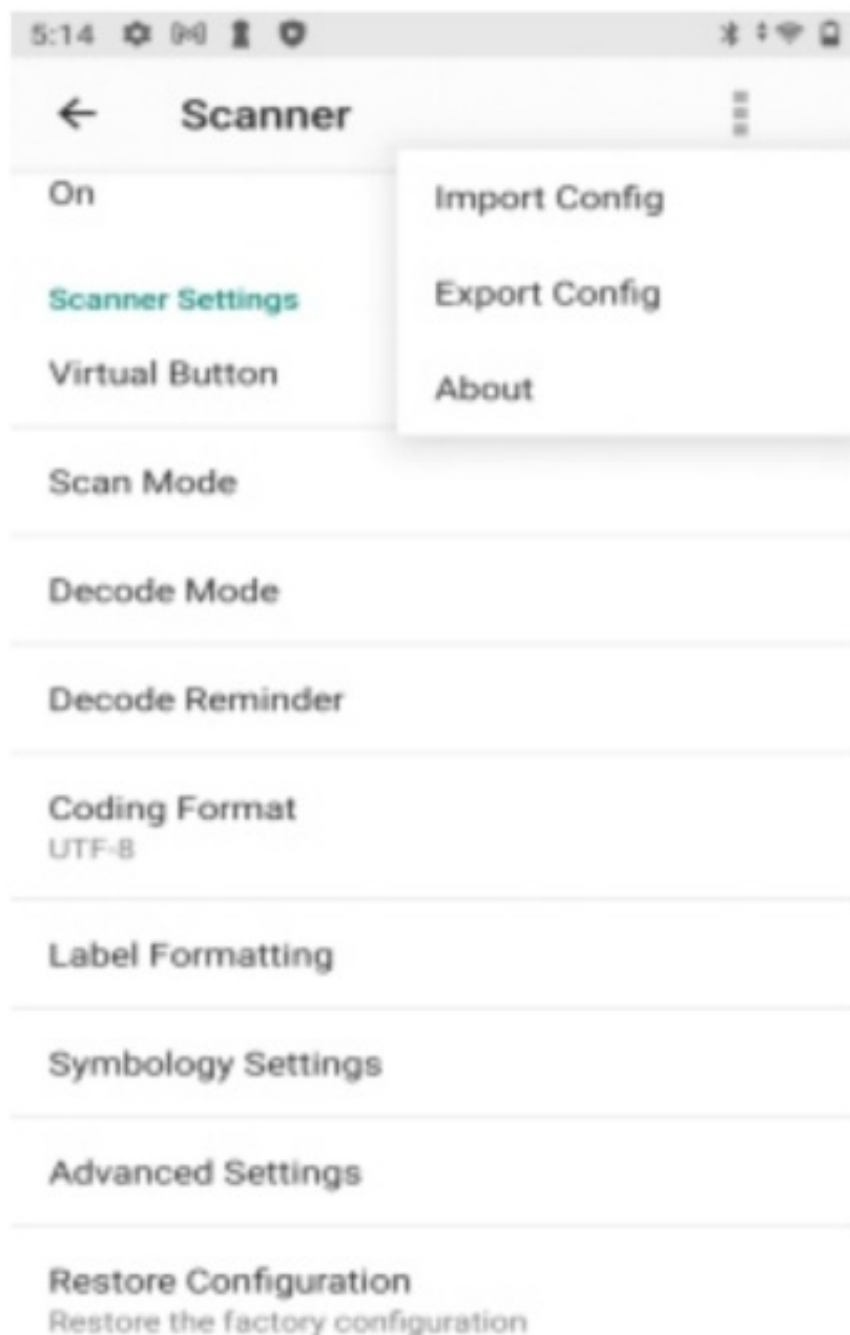 5:14
Scanner
On
Import Config
Export Config
About
Scanner Settings
Virtual Button
Scan Mode
Decode Mode
Decode Reminder
Coding Format
UTF-8
Label Formatting
Symbology Settings
Advanced Settings
Restore Configuration
Restore the factory configuration